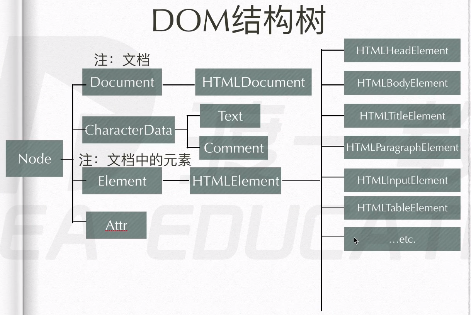 DOM结构树
注：文档
Document
HTMLDocument
CharacterData
Text
Comment
Node
注：文档中的元素
Element
HTMLElement
Attr
HTMLHeadElement
HTMLBodyElement
HTMLTitleElement
HTMLParagraphElement
HTMLInputElement
HTMLTableElement
...etc.